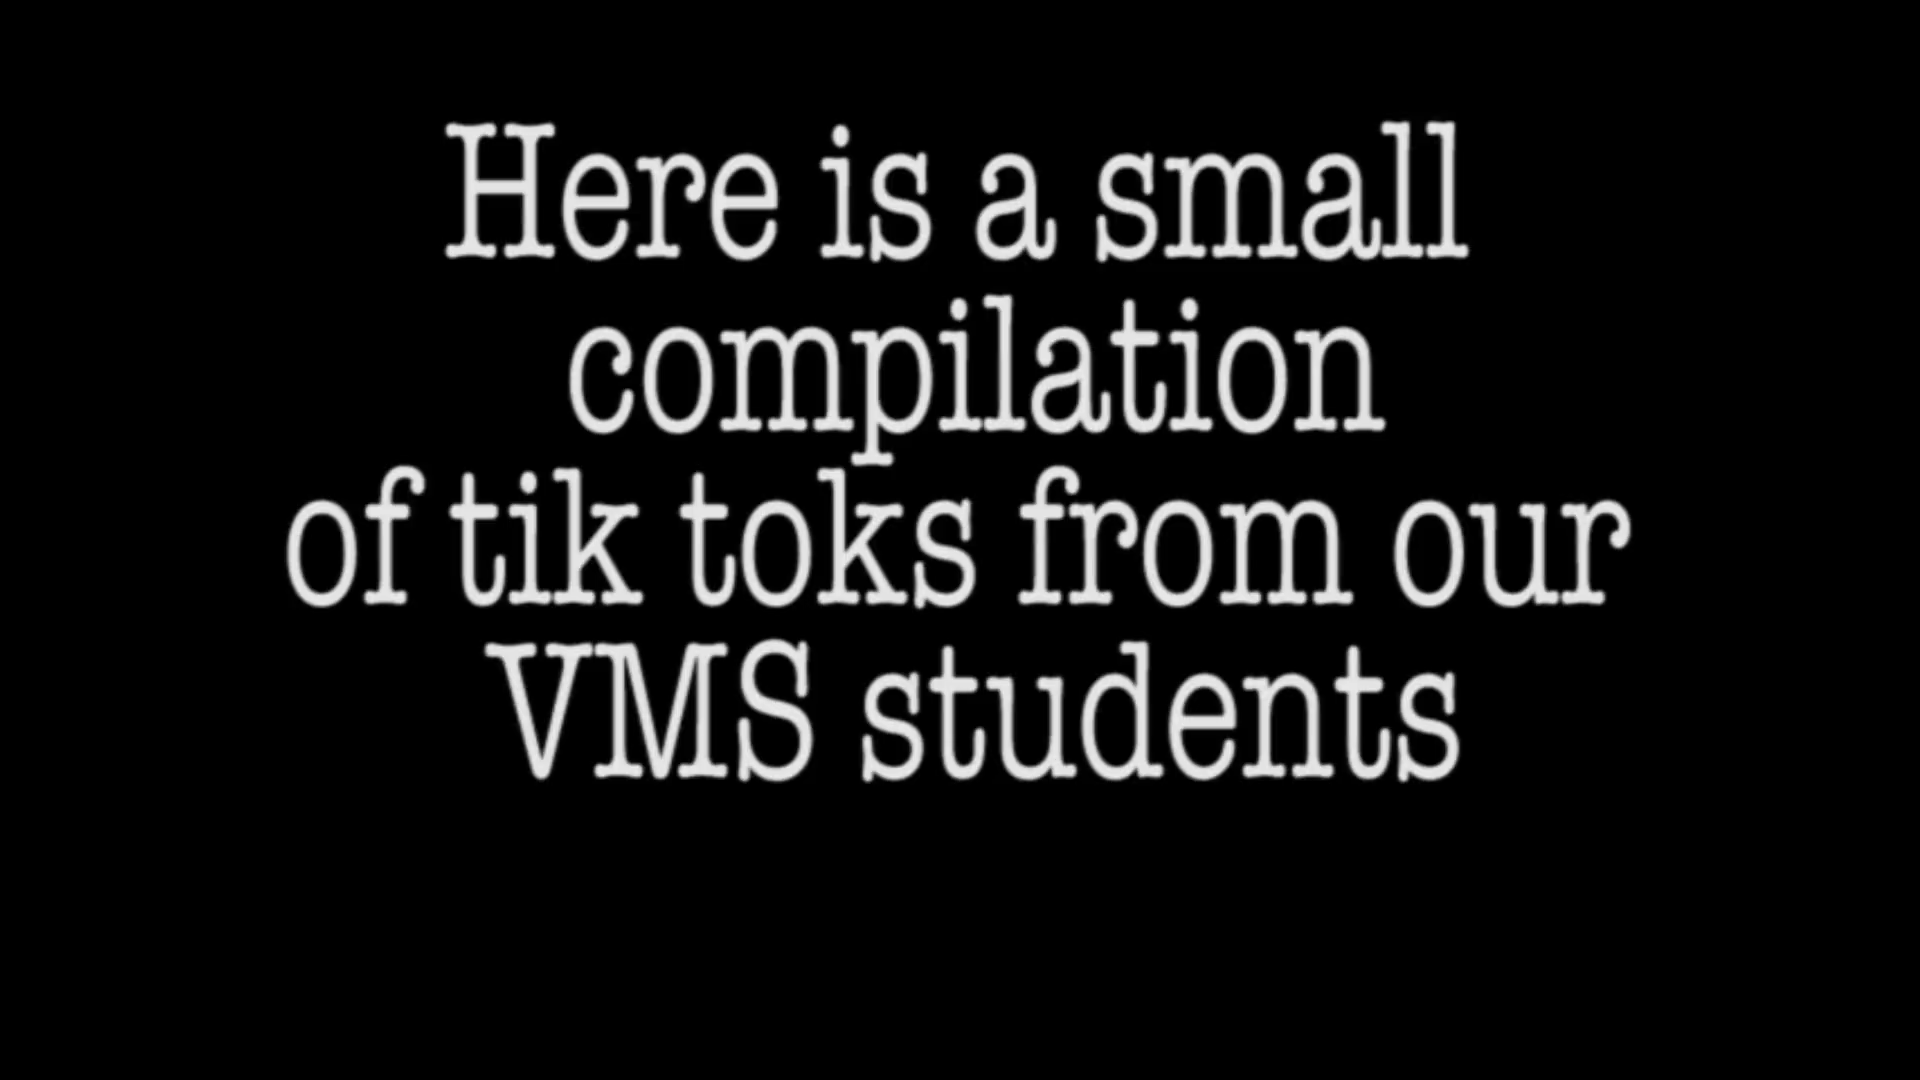 Here is a small
compilation
of tik toks from our
VMS students